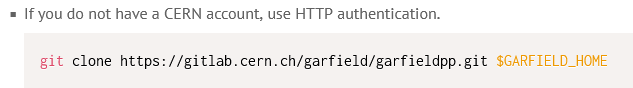 If you do not have a CERN account, use HTTP authentication.
git clone https://gitlab.cern.ch/garfield/garfieldpp.git $GARFIELD_HOME